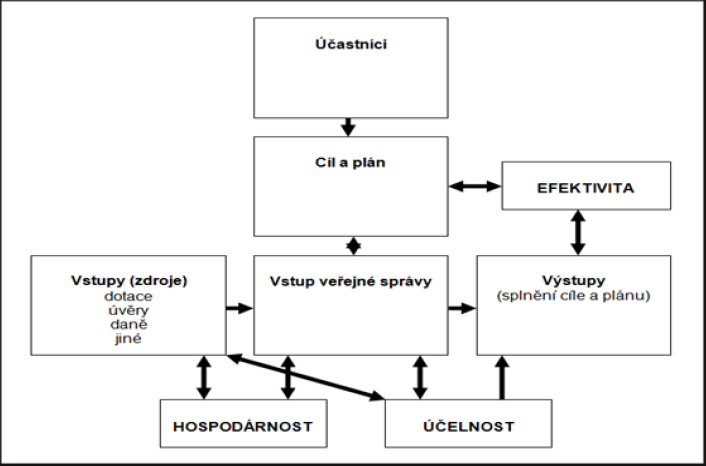 Účastníci
Cíl a plán
EFEKTIVITA
Vstupy (zdroje)
dotace
úvěry
daně
jiné
Vstup veřejné správy
Výstupy
(splnění cíle a plánu)
HOSPODÁRNOST
ÚČELNOST